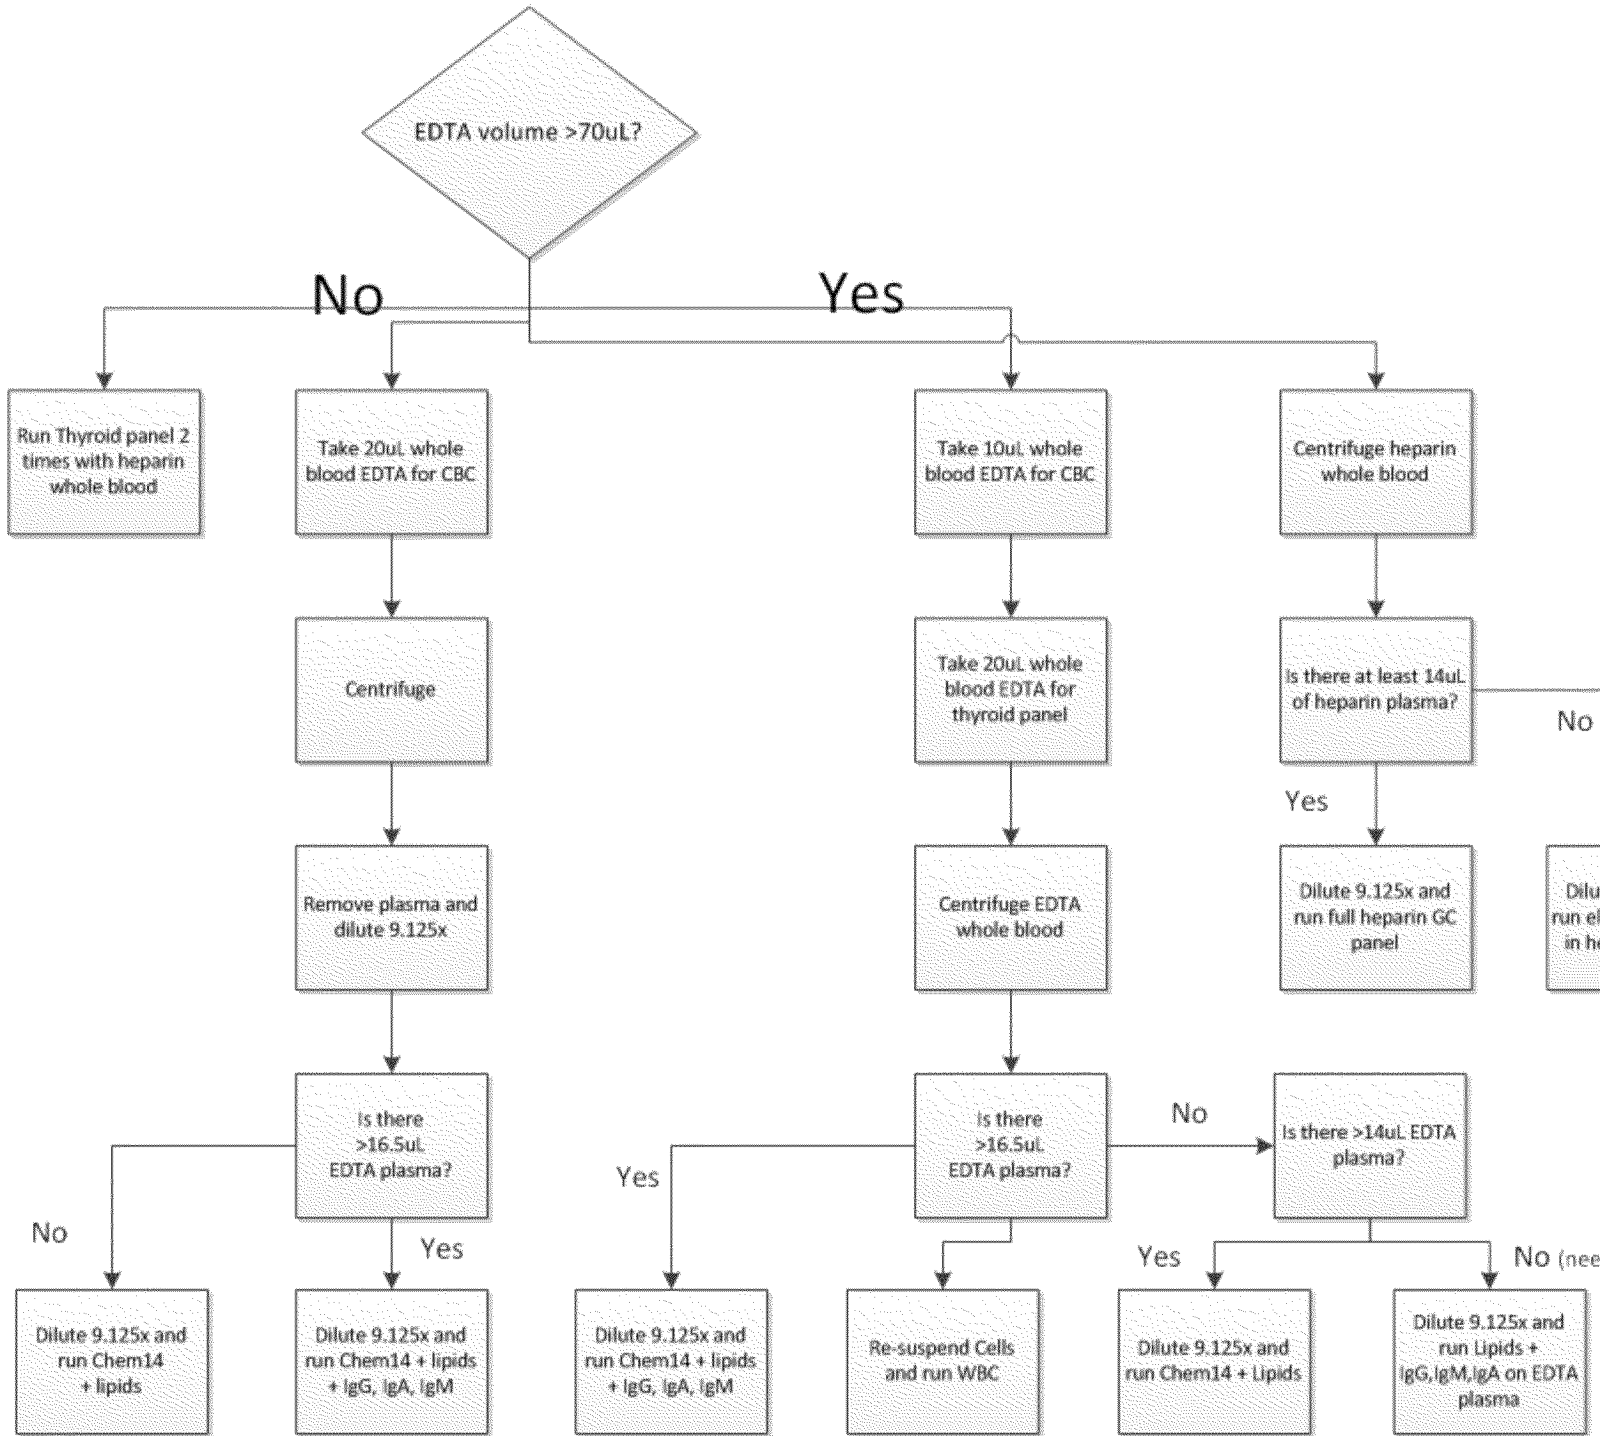 EDTA volume >70uL?
No
Yes
Run Thyroid panel 2
times with heparin
whole blood
Take 20uL whole
blood EDTA for CBC
Take 10uL whole
blood EDTA for CBC
Centrifuge heparin
whole blood
Centrifuge
Take 20uL whole
blood EDTA for
thyroid panel
Is there at least 14uL
of heparin plasma?
No
Yes
Remove plasma and
dilute 9.125x
Centrifuge EDTA
whole blood
Dilute 9.125x and
run full heparin GC
panel
Dilu
run el
in he
Is there
>16.5uL
EDTA plasma?
Is there
>16.5uL
EDTA plasma?
No
Is there >14uL EDTA
plasma?
No
Yes
Yes
Yes
No (nee
Dilute 9.125x and
run Chem14
+ lipids
Dilute 9.125x and
run Chem14 + lipids
+ IgG, IgA, IgM
Dilute 9.125x and
run Chem14 + lipids
+ IgG, IgA, IgM
Re-suspend Cells
and run WBC
Dilute 9.125x and
run Chem14 + Lipids
Dilute 9.125x and
run Lipids +
IgG,IgM,IgA on EDTA
plasma